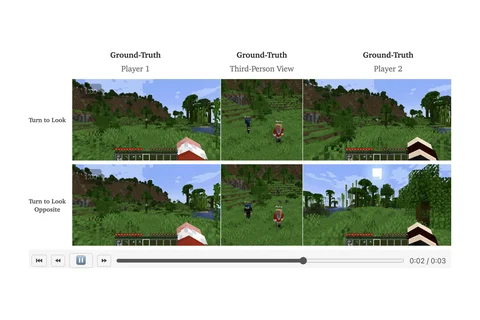 Ground-Truth
Player 1
Ground-Truth
Third-Person View
Ground-Truth
Player 2
Turn to Look
Turn to Look
Opposite
0:02 / 0:03